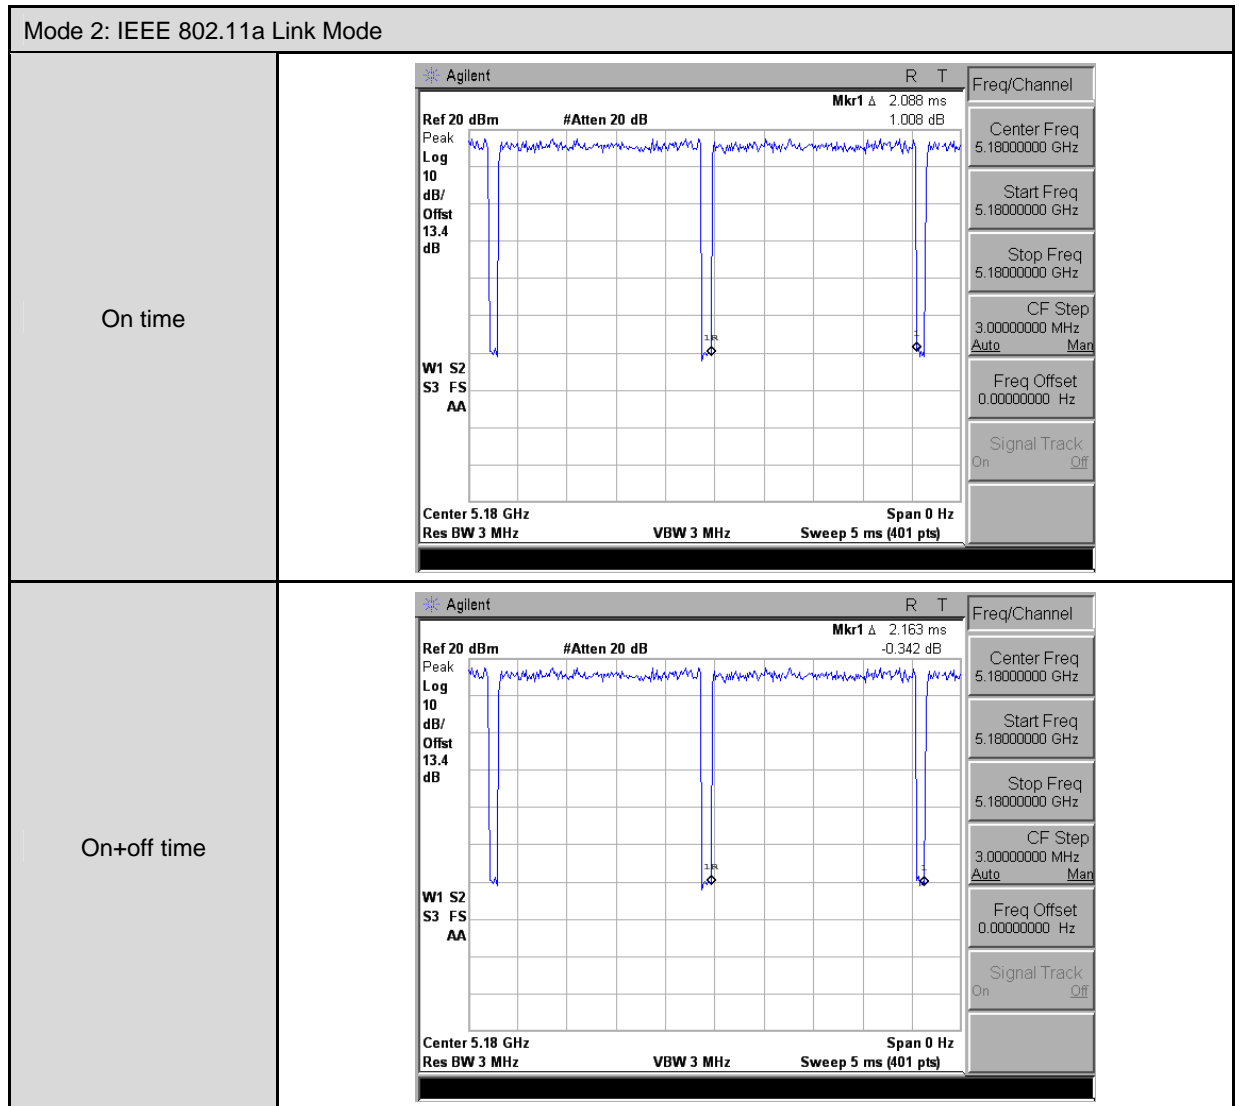 Mode 2: IEEE 802.11a Link Mode
On time
Agilent R T
Mkr1 Δ 2.088 ms
Ref 20 dBm #Atten 20 dB 1.008 dB
Peak
Log
10
dB/
Offst
13.4
dB
1R
1
W1 S2
S3 FS
AA
Center 5.18 GHz Span 0 Hz
Res BW 3 MHz VBW 3 MHz Sweep 5 ms (401 pts)
Freq/Channel
Center Freq
5.18000000 GHz
Start Freq
5.18000000 GHz
Stop Freq
5.18000000 GHz
CF Step
3.00000000 MHz
Auto Man
Freq Offset
0.00000000 Hz
Signal Track
On Off
On+off time
Agilent R T
Mkr1 Δ 2.163 ms
Ref 20 dBm #Atten 20 dB -0.342 dB
Peak
Log
10
dB/
Offst
13.4
dB
1R
1
W1 S2
S3 FS
AA
Center 5.18 GHz Span 0 Hz
Res BW 3 MHz VBW 3 MHz Sweep 5 ms (401 pts)
Freq/Channel
Center Freq
5.18000000 GHz
Start Freq
5.18000000 GHz
Stop Freq
5.18000000 GHz
CF Step
3.00000000 MHz
Auto Man
Freq Offset
0.00000000 Hz
Signal Track
On Off